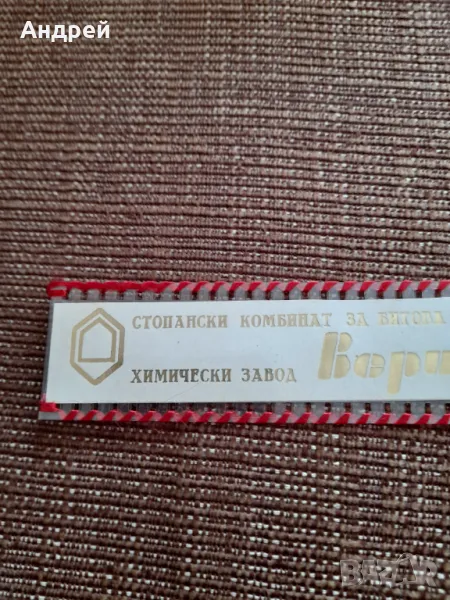 Андрей
СТОПАНСКИ КОМБИНАТ ЗА БИТОВА
ХИМИЧЕСКИ ЗАВОД